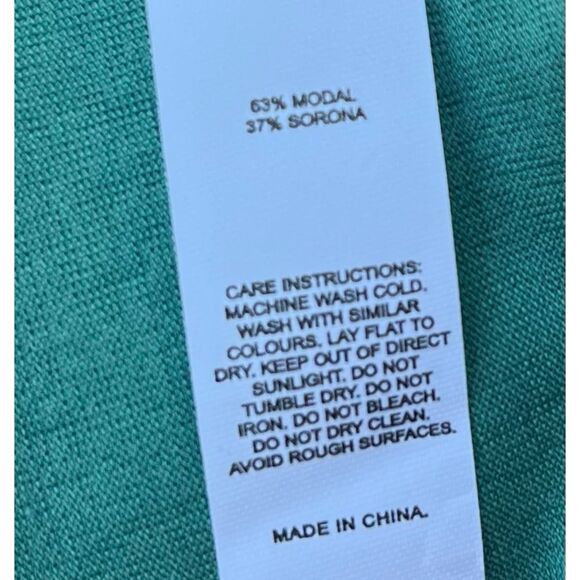 63% MODAL
37% SORONA
CARE INSTRUCTIONS:
MACHINE WASH COLD.
WASH WITH SIMILAR
COLOURS. LAY FLAT TO
DRY. KEEP OUT OF DIRECT
SUNLIGHT. DO NOT
TUMBLE DRY. DO NOT
IRON. DO NOT BLEACH.
DO NOT DRY CLEAN.
AVOID ROUGH SURFACES.
MADE IN CHINA.